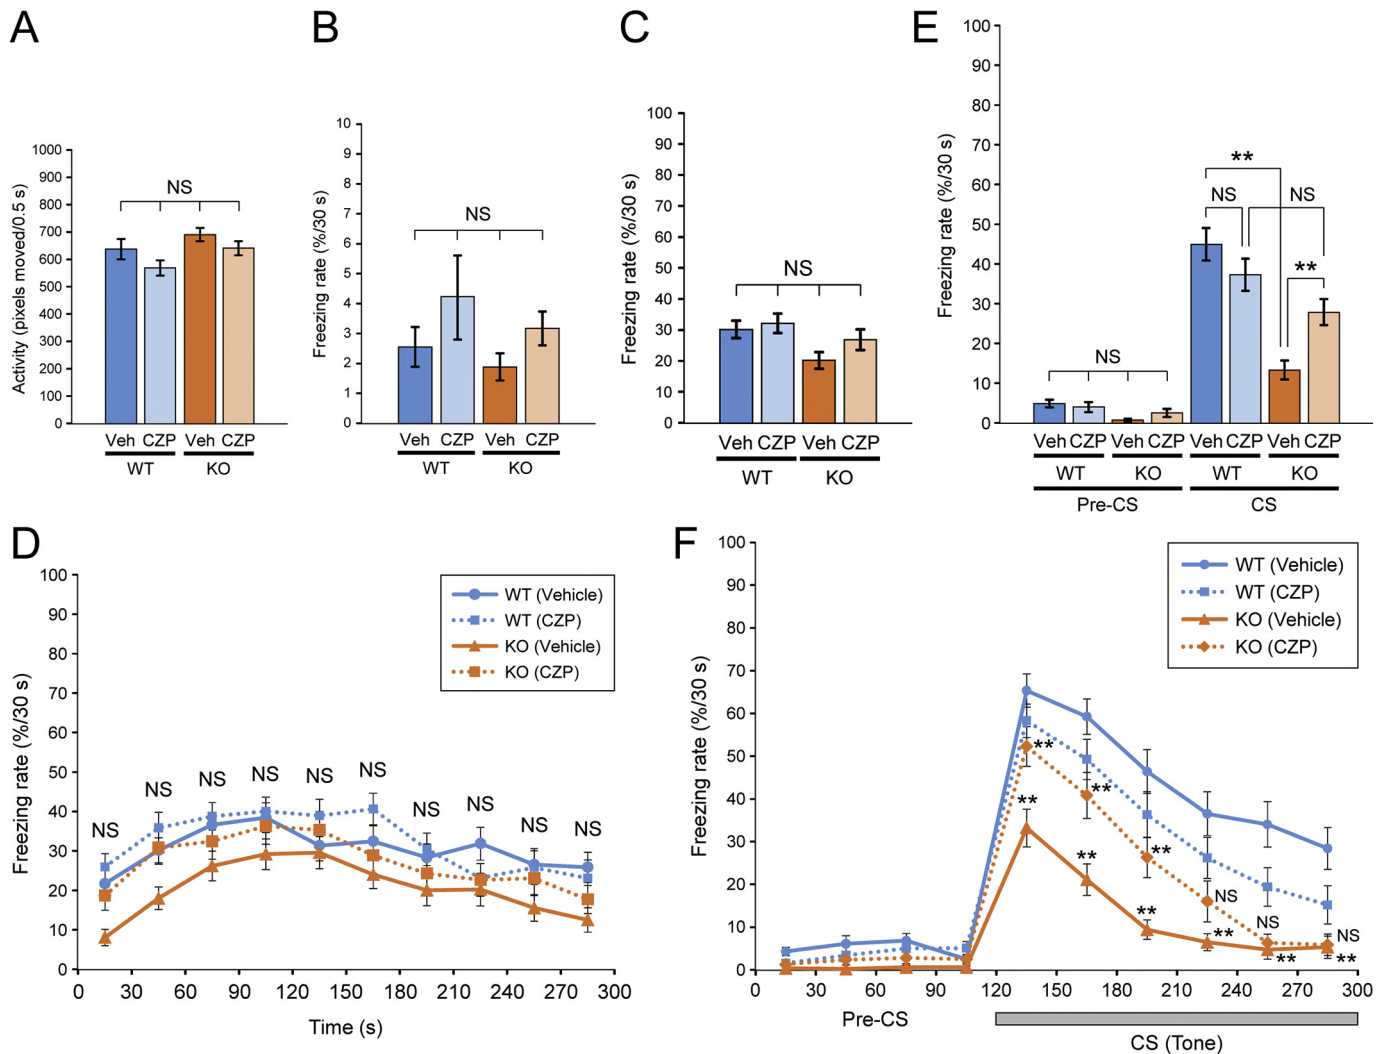 A
Activity (pixels moved/0.5 s)
1000
900
800
700
600
500
400
300
200
100
0
NS
Veh CZP Veh CZP
WT KO
B
Freezing rate (%/30 s)
10
9
8
7
6
5
4
3
2
1
0
NS
Veh CZP Veh CZP
WT KO
C
Freezing rate (%/30 s)
100
90
80
70
60
50
40
30
20
10
0
NS
Veh CZP Veh CZP
WT KO
E
Freezing rate (%/30 s)
100
90
80
70
60
50
40
30
20
10
0
NS
**
NS NS
**
Veh CZP Veh CZP Veh CZP Veh CZP
WT KO WT KO
Pre-CS CS
D
Freezing rate (%/30 s)
100
90
80
70
60
50
40
30
20
10
0
WT (Vehicle)
WT (CZP)
KO (Vehicle)
KO (CZP)
NS NS NS NS NS NS NS NS NS NS
0 30 60 90 120 150 180 210 240 270 300
Time (s)
F
Freezing rate (%/30 s)
100
90
80
70
60
50
40
30
20
10
0
WT (Vehicle)
WT (CZP)
KO (Vehicle)
KO (CZP)
** ** ** NS NS NS
** ** ** ** ** **
0 30 60 90 120 150 180 210 240 270 300
Pre-CS
CS (Tone)